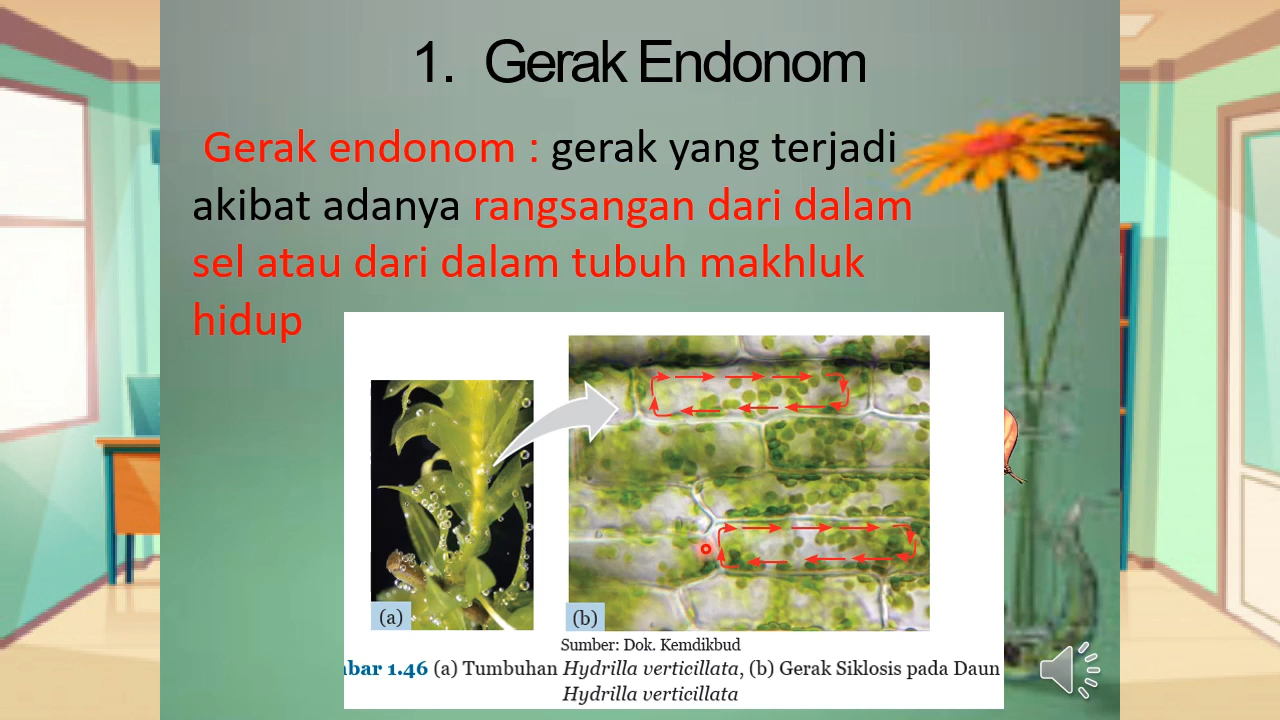 1. Gerak Endonom
Gerak endonom : gerak yang terjadi
akibat adanya rangsangan dari dalam
sel atau dari dalam tubuh makhluk
hidup
(a)
(b)
Sumber: Dok. Kemdikbud
bar 1.46 (a) Tumbuhan Hydrilla verticillata, (b) Gerak Siklosis pada Daun
Hydrilla verticillata